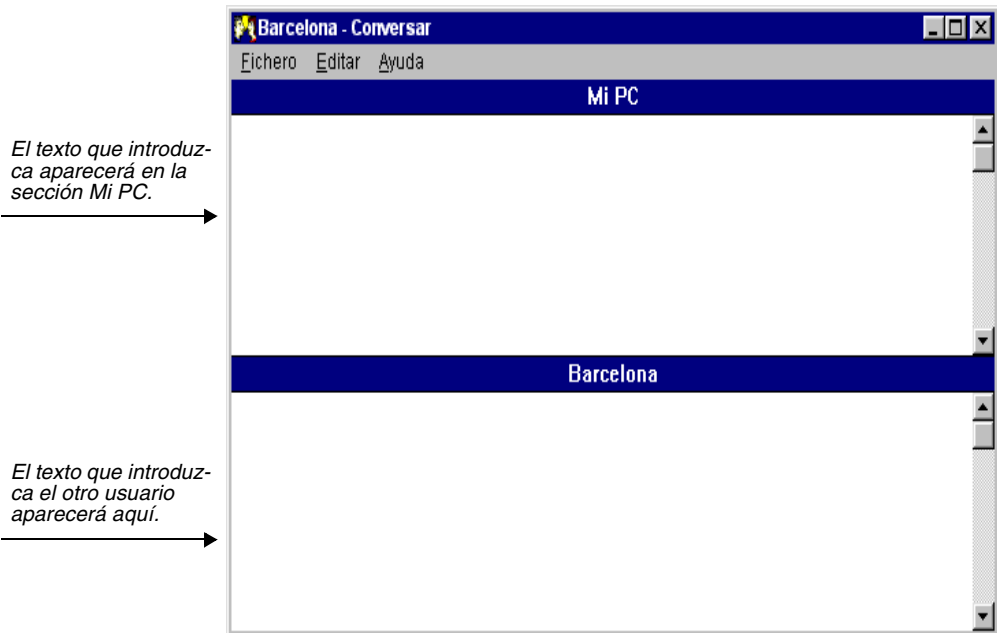 Barcelona - Conversar
Fichero Editar Ayuda
Mi PC
El texto que introduz-
ca aparecerá en la
sección Mi PC.
Barcelona
El texto que introduz-
ca el otro usuario
aparecerá aquí.